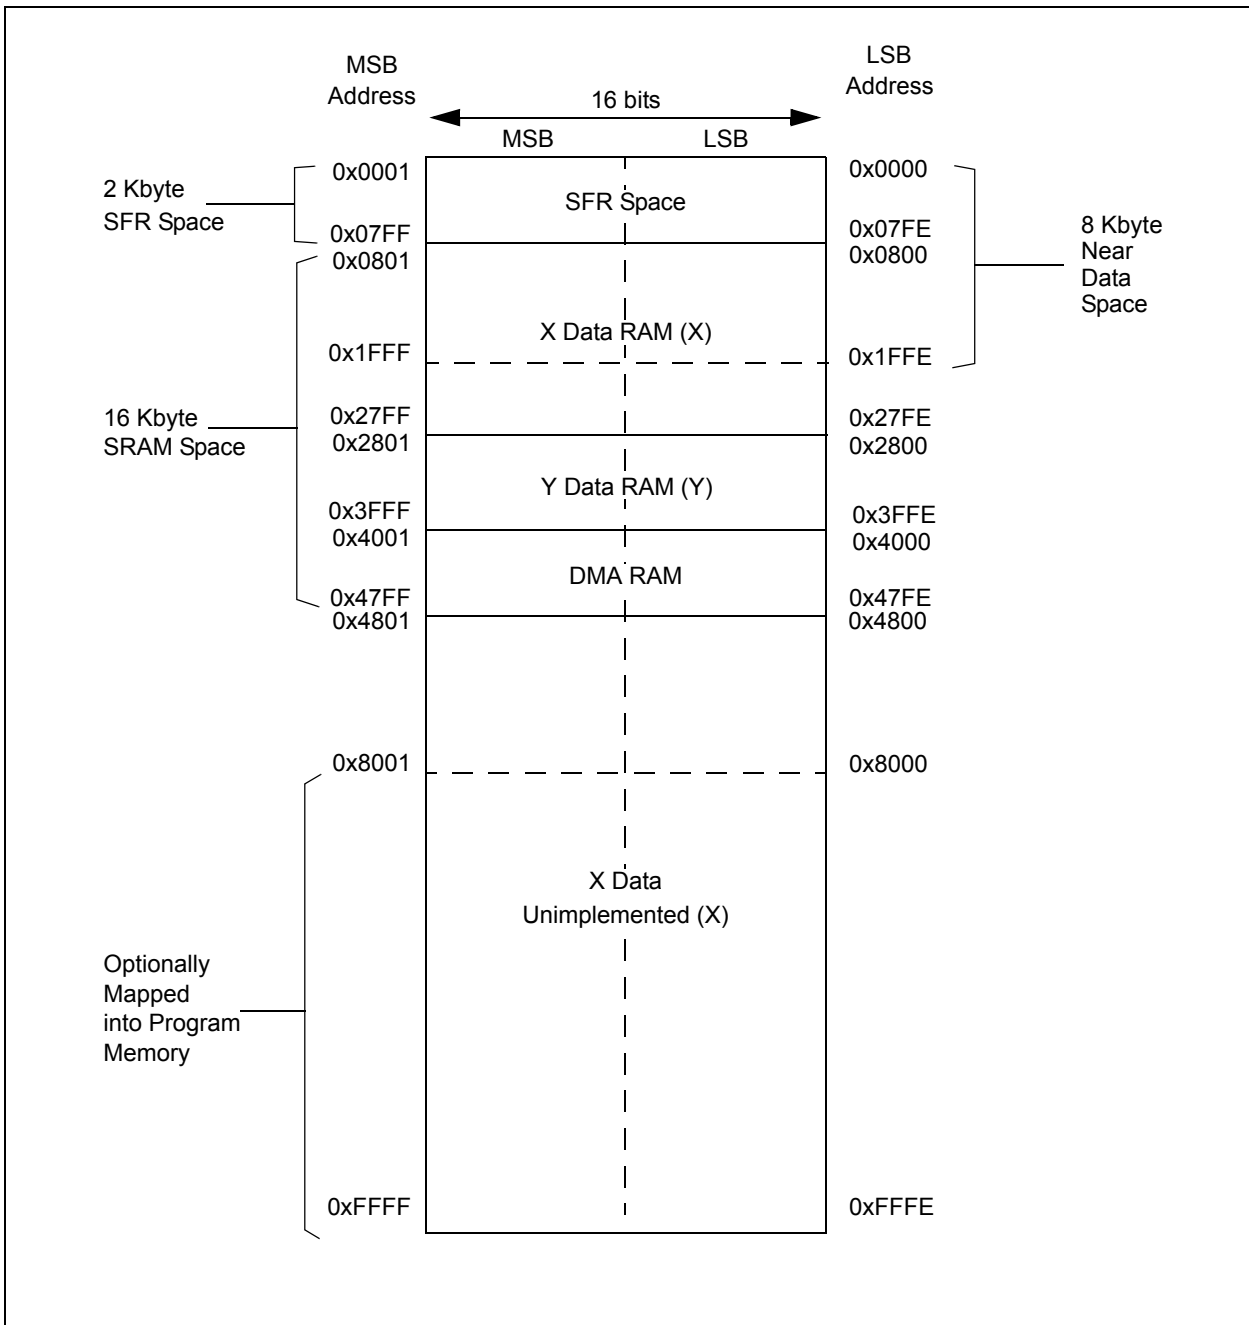 MSB
Address
LSB
Address
16 bits
MSB
LSB
0x0001
0x0000
2 Kbyte
SFR Space
SFR Space
0x07FF
0x07FE
0x0801
0x0800
8 Kbyte
Near
Data
Space
X Data RAM (X)
0x1FFF
0x1FFE
16 Kbyte
SRAM Space
0x27FF
0x27FE
0x2801
0x2800
Y Data RAM (Y)
0x3FFF
0x3FFE
0x4001
0x4000
DMA RAM
0x47FF
0x47FE
0x4801
0x4800
0x8001
0x8000
X Data
Unimplemented (X)
Optionally
Mapped
into Program
Memory
0xFFFF
0xFFFE